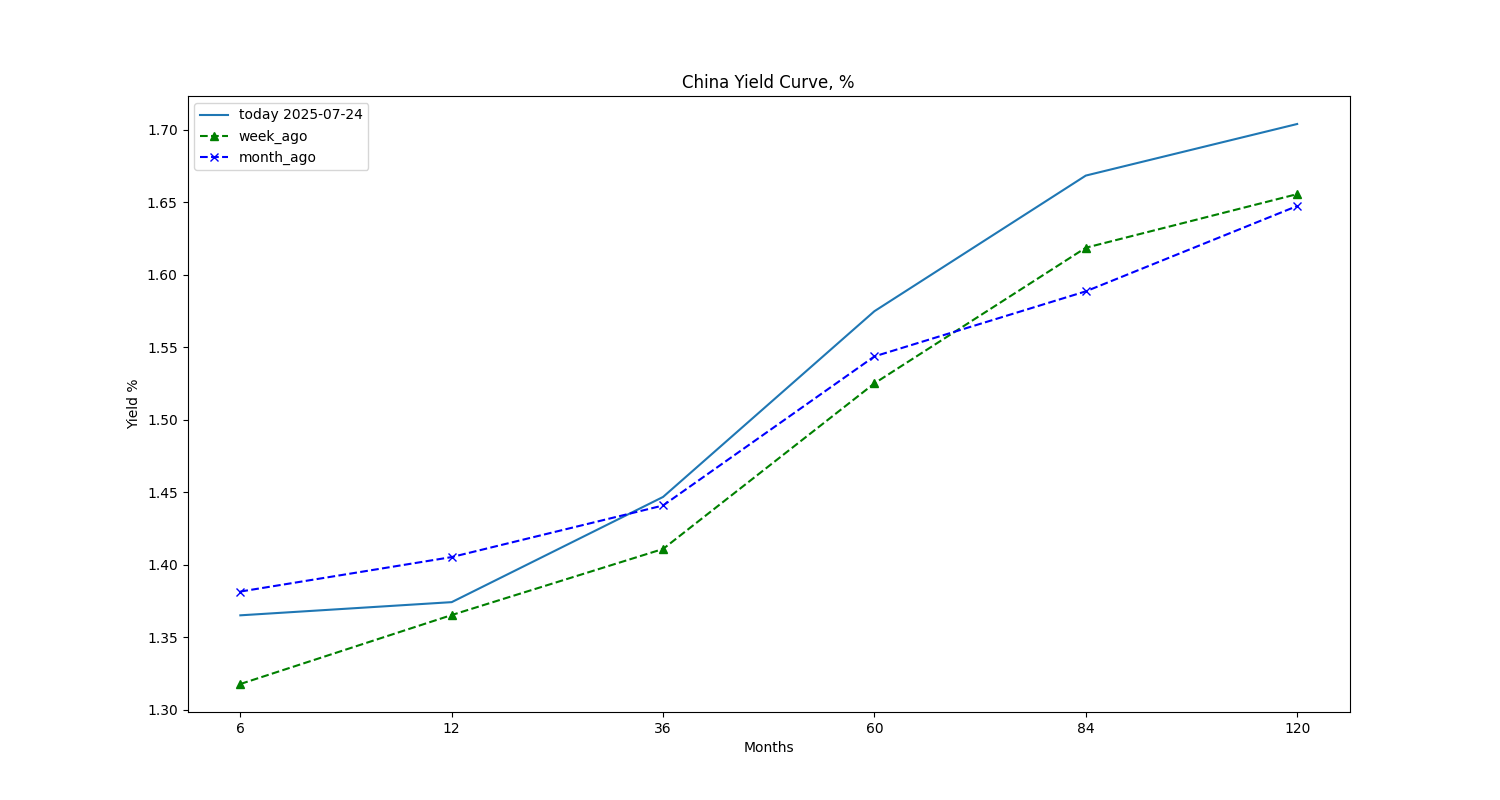 China Yield Curve, %
today 2025-07-24
week_ago
month_ago
1.70
1.65
1.60
1.55
1.50
1.45
1.40
1.35
1.30
Yield %
6 12 36 60 84 120
Months